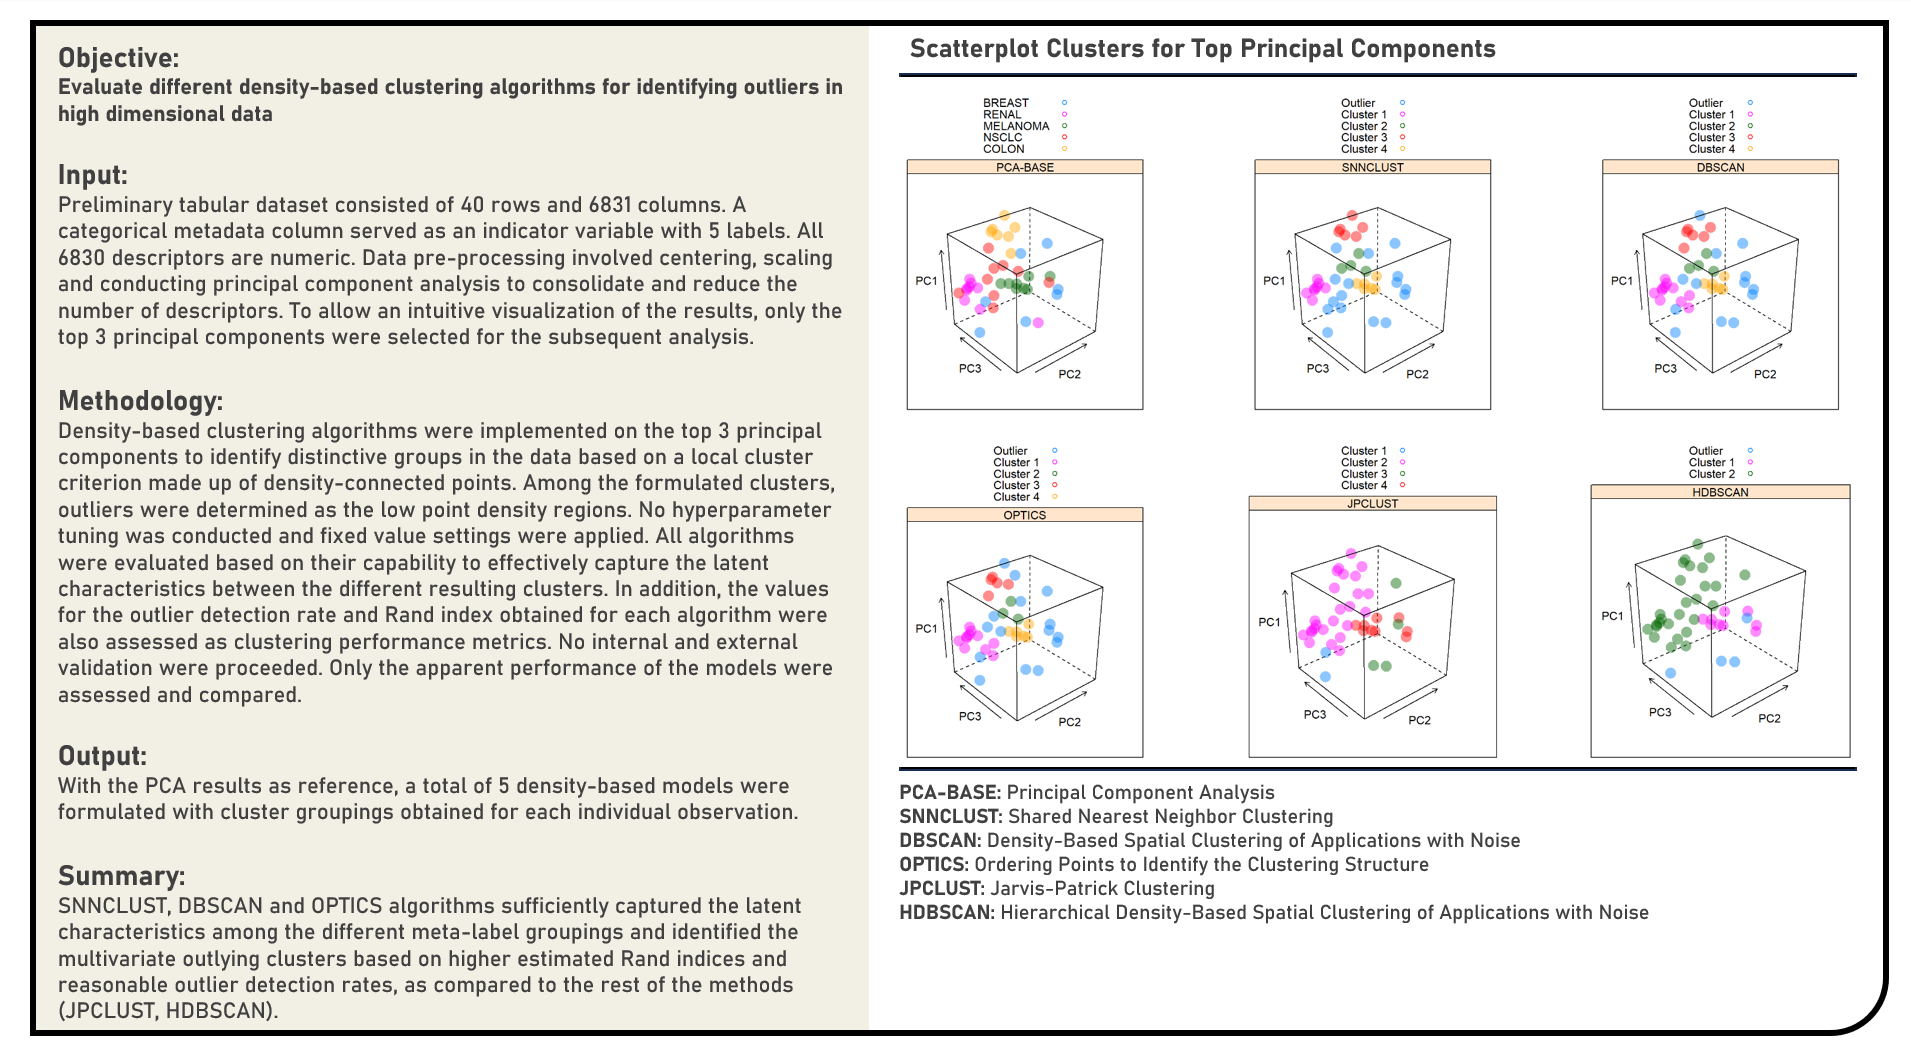 Objective:
Evaluate different density-based clustering algorithms for identifying outliers in
high dimensional data
Input:
Preliminary tabular dataset consisted of 40 rows and 6831 columns. A
categorical metadata column served as an indicator variable with 5 labels. All
6830 descriptors are numeric. Data pre-processing involved centering, scaling
and conducting principal component analysis to consolidate and reduce the
number of descriptors. To allow an intuitive visualization of the results, only the
top 3 principal components were selected for the subsequent analysis.
Methodology:
Density-based clustering algorithms were implemented on the top 3 principal
components to identify distinctive groups in the data based on a local cluster
criterion made up of density-connected points. Among the formulated clusters,
outliers were determined as the low point density regions. No hyperparameter
tuning was conducted and fixed value settings were applied. All algorithms
were evaluated based on their capability to effectively capture the latent
characteristics between the different resulting clusters. In addition, the values
for the outlier detection rate and Rand index obtained for each algorithm were
also assessed as clustering performance metrics. No internal and external
validation were proceeded. Only the apparent performance of the models were
assessed and compared.
Output:
With the PCA results as reference, a total of 5 density-based models were
formulated with cluster groupings obtained for each individual observation.
Summary:
SNNCLUST, DBSCAN and OPTICS algorithms sufficiently captured the latent
characteristics among the different meta-label groupings and identified the
multivariate outlying clusters based on higher estimated Rand indices and
reasonable outlier detection rates, as compared to the rest of the methods
(JPCLUST, HDBSCAN).
Scatterplot Clusters for Top Principal Components
BREAST
RENAL
MELANOMA
NSCLC
COLON
PCA-BASE
PC1
PC3
PC2
Outlier
Cluster 1
Cluster 2
Cluster 3
Cluster 4
SNNCLUST
PC1
PC3
PC2
Outlier
Cluster 1
Cluster 2
Cluster 3
Cluster 4
DBSCAN
PC1
PC3
PC2
Outlier
Cluster 1
Cluster 2
Cluster 3
Cluster 4
OPTICS
PC1
PC3
PC2
Cluster 1
Cluster 2
Cluster 3
Cluster 4
JPCLUST
PC1
PC3
PC2
Outlier
Cluster 1
Cluster 2
HDBSCAN
PC1
PC3
PC2
PCA-BASE: Principal Component Analysis
SNNCLUST: Shared Nearest Neighbor Clustering
DBSCAN: Density-Based Spatial Clustering of Applications with Noise
OPTICS: Ordering Points to Identify the Clustering Structure
JPCLUST: Jarvis-Patrick Clustering
HDBSCAN: Hierarchical Density-Based Spatial Clustering of Applications with Noise